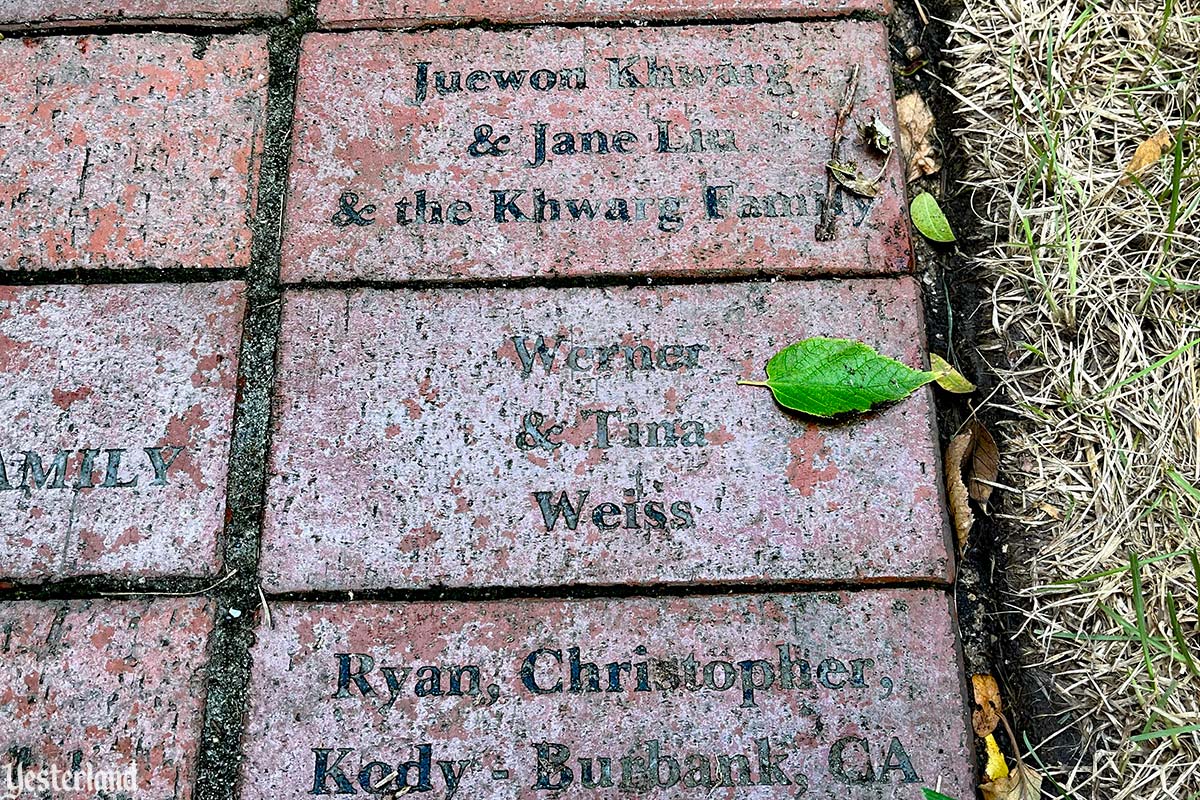 Juewon Khwarg
& Jane Liu
& the Khwarg Family
AMILY
Werner
& Tina
Weiss
Ryan, Christopher,
Kody - Burbank, CA
Yesterland